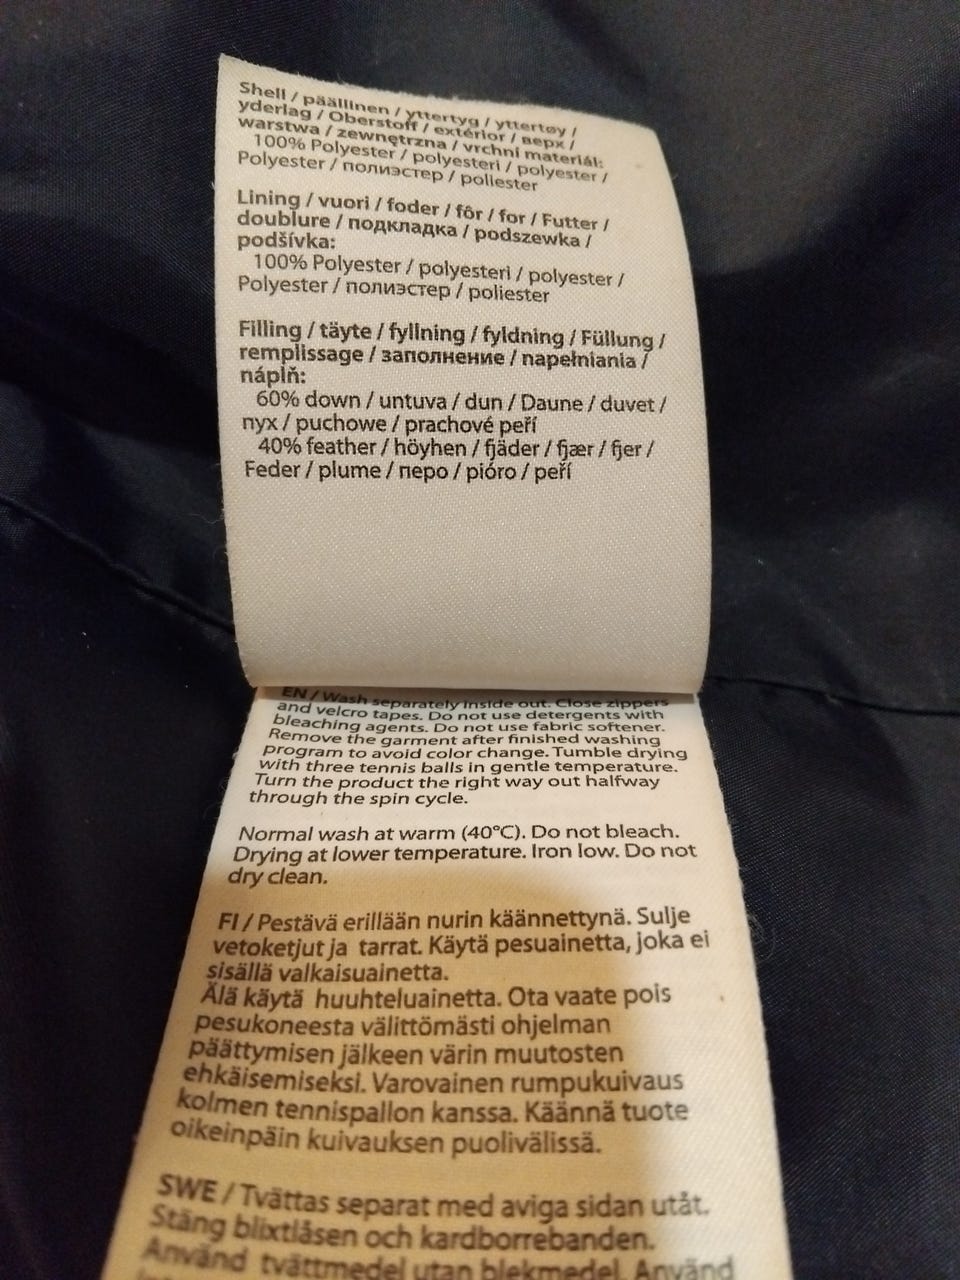 Shell / päällinen / yttertyg / yttertøy /
yderlag / Oberstoff / extérior / верх /
warstwa / zewnętrzna / vrchní materiál:
100% Polyester / polyesteri / polyester /
Polyester / полиэстер / poliester
Lining / vuori / foder / fôr / for / Futter /
doublure / подкладка / podszewka /
podšívka:
100% Polyester / polyesteri / polyester /
Polyester / полиэстер / poliester
Filling / täyte / fyllning / fyldning / Füllung /
remplissage / заполнение / napełniania /
náplň:
60% down / untuva / dun / Daune / duvet /
пух / puchowe / prachové peří
40% feather / höyhen / fjäder / fjær / fjer /
Feder / plume / перо / pióro / peří
EN / Wash separately inside out. Close zippers
and velcro tapes. Do not use detergents with
bleaching agents. Do not use fabric softener.
Remove the garment after finished washing
program to avoid color change. Tumble drying
with three tennis balls in gentle temperature.
Turn the product the right way out halfway
through the spin cycle.
Normal wash at warm (40°C). Do not bleach.
Drying at lower temperature. Iron low. Do not
dry clean.
FI / Pestävä erillään nurin käännettynä. Sulje
vetoketjut ja tarrat. Käytä pesuainetta, joka ei
sisällä valkaisuainetta.
Älä käytä huuhteluainetta. Ota vaate pois
pesukoneesta välittömästi ohjelman
päättymisen jälkeen värin muutosten
ehkäisemiseksi. Varovainen rumpukuivaus
kolmen tennispallon kanssa. Käännä tuote
oikeinpäin kuivauksen puolivälissä.
SWE / Tvättas separat med aviga sidan utåt.
Stäng blixtlåsen och kardborrebanden.
Använd tvättmedel utan blekmedel. Använd